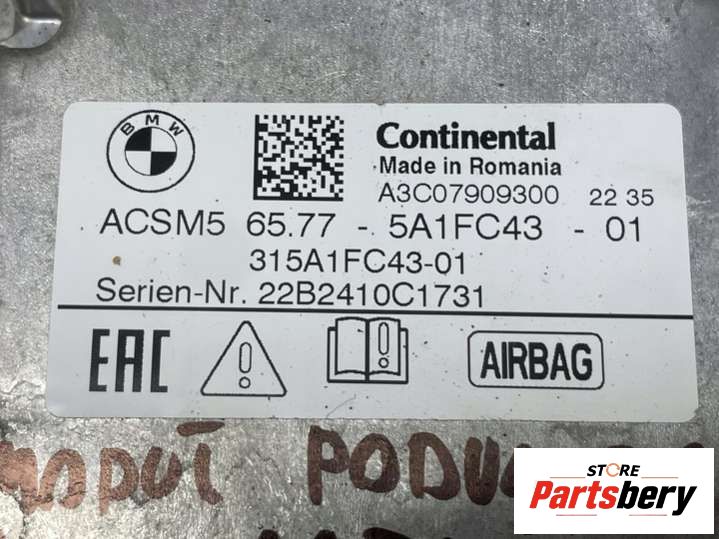 BMW
Continental
Made in Romania
A3C07909300 22 35
ACSM5 65.77 - 5A1FC43 - 01
315A1FC43-01
Serien-Nr. 22B2410C1731
EAC
AIRBAG
STORE
Partsbery